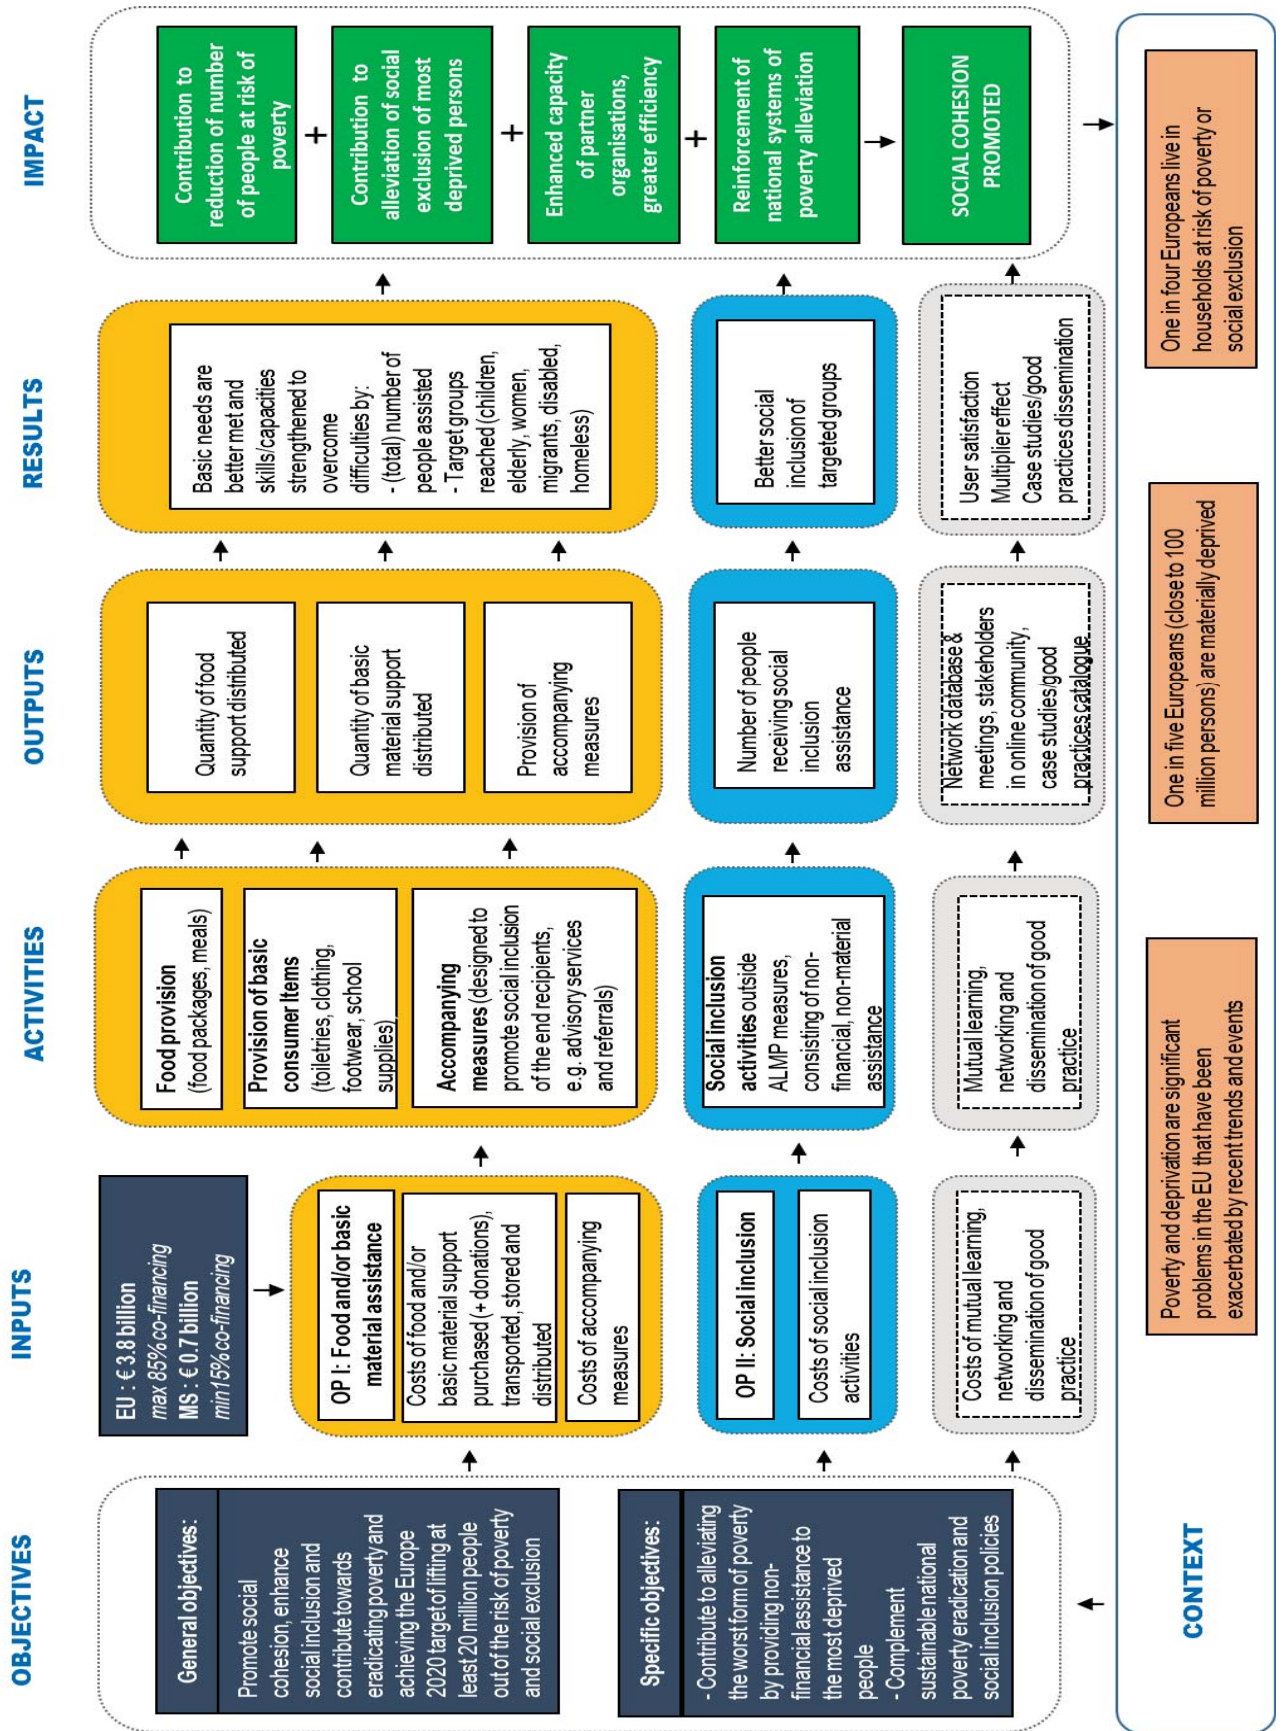 OBJECTIVES
General objectives:
Promote social
cohesion, enhance
social inclusion and
contribute towards
eradicating poverty and
achieving the Europe
2020 target of lifting at
least 20 million people
out of the risk of poverty
and social exclusion
Specific objectives:
- Contribute to alleviating
the worst form of poverty
by providing non-
financial assistance to
the most deprived
people
- Complement
sustainable national
poverty eradication and
social inclusion policies
INPUTS
EU : € 3.8 billion
max 85% co-financing
MS : € 0.7 billion
min15% co-financing
OP I: Food and/or basic
material assistance
Costs of food and/or
basic material support
purchased (+ donations),
transported, stored and
distributed
Costs of accompanying
measures
OP II: Social inclusion
Costs of social inclusion
activities
Costs of mutual learning,
networking and
dissemination of good
practice
ACTIVITIES
Food provision
(food packages, meals)
Provision of basic
consumer items
(toiletries, clothing,
footwear, school
supplies)
Accompanying
measures (designed to
promote social inclusion
of the end recipients,
e.g. advisory services
and referrals)
Social inclusion
activities outside
ALMP measures,
consisting of non-
financial, non-material
assistance
Mutual learning,
networking and
dissemination of good
practice
OUTPUTS
Quantity of food
support distributed
Quantity of basic
material support
distributed
Provision of
accompanying
measures
Number of people
receiving social
inclusion
assistance
Network database &
meetings, stakeholders
in online community,
case studies/good
practices catalogue
RESULTS
Basic needs are
better met and
skills/capacities
strengthened to
overcome
difficulties by:
- (total) number of
people assisted
- Target groups
reached (children,
elderly, women,
migrants, disabled,
homeless)
Better social
inclusion of
targeted groups
User satisfaction
Multiplier effect
Case studies/good
practices dissemination
IMPACT
Contribution to
reduction of number
of people at risk of
poverty
+
Contribution to
alleviation of social
exclusion of most
deprived persons
+
Enhanced capacity
of partner
organisations,
greater efficiency
+
Reinforcement of
national systems of
poverty alleviation
SOCIAL COHESION
PROMOTED
CONTEXT
Poverty and deprivation are significant
problems in the EU that have been
exacerbated by recent trends and events
One in five Europeans (close to 100
million persons) are materially deprived
One in four Europeans live in
households at risk of poverty or
social exclusion